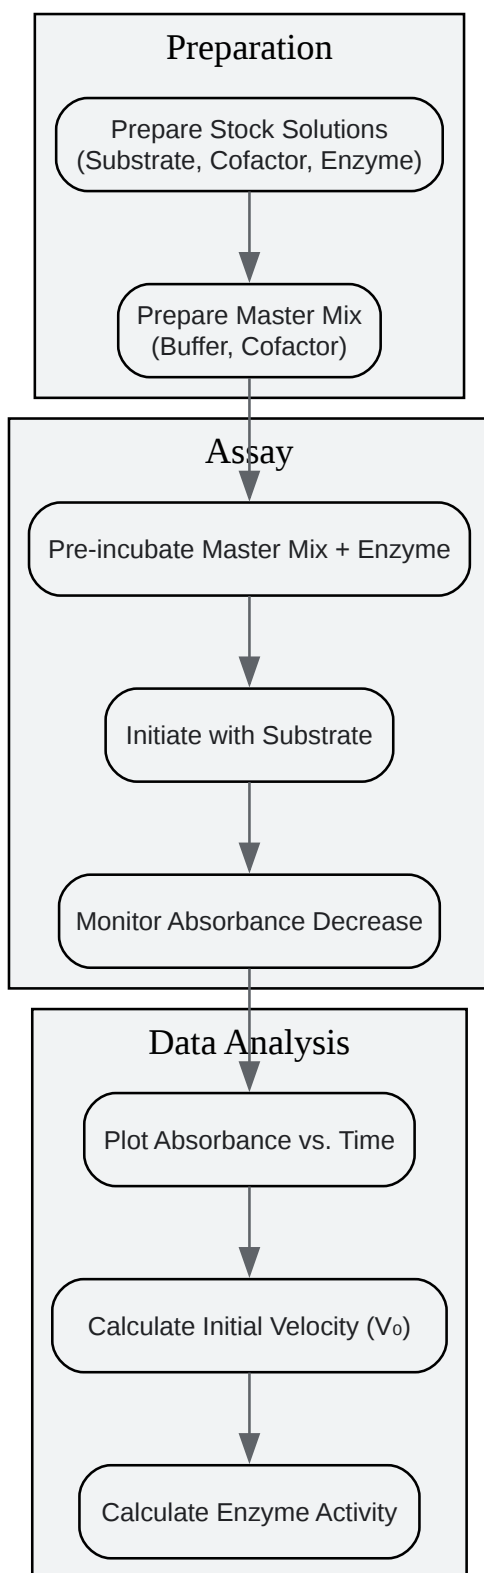 Preparation
Prepare Stock Solutions
(Substrate, Cofactor, Enzyme)
Prepare Master Mix
(Buffer, Cofactor)
Assay
Pre-incubate Master Mix + Enzyme
Initiate with Substrate
Monitor Absorbance Decrease
Data Analysis
Plot Absorbance vs. Time
Calculate Initial Velocity (V₀)
Calculate Enzyme Activity